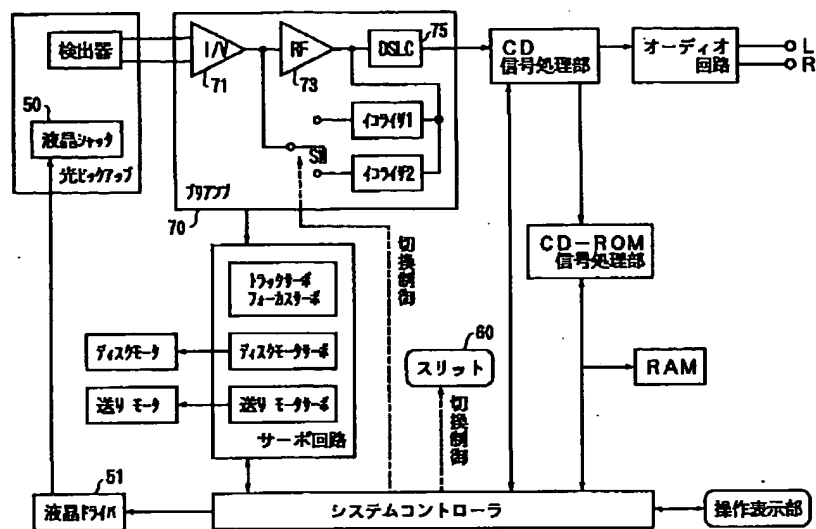 検出器
50
液晶シャッタ
光ピックアップ
I/V
71
RF
73
DSLC
75
イコライザ1
イコライザ2
SW
プリアンプ
70
CD
信号処理部
オーディオ
回路
L
R
CD-ROM
信号処理部
切換制御
トラックサーボ
フォーカスサーボ
ディスクモータ
ディスクモータサーボ
送り モータ
送り モータサーボ
サーボ回路
60
スリット
切換制御
RAM
51
液晶ドライバ
システムコントローラ
操作表示部